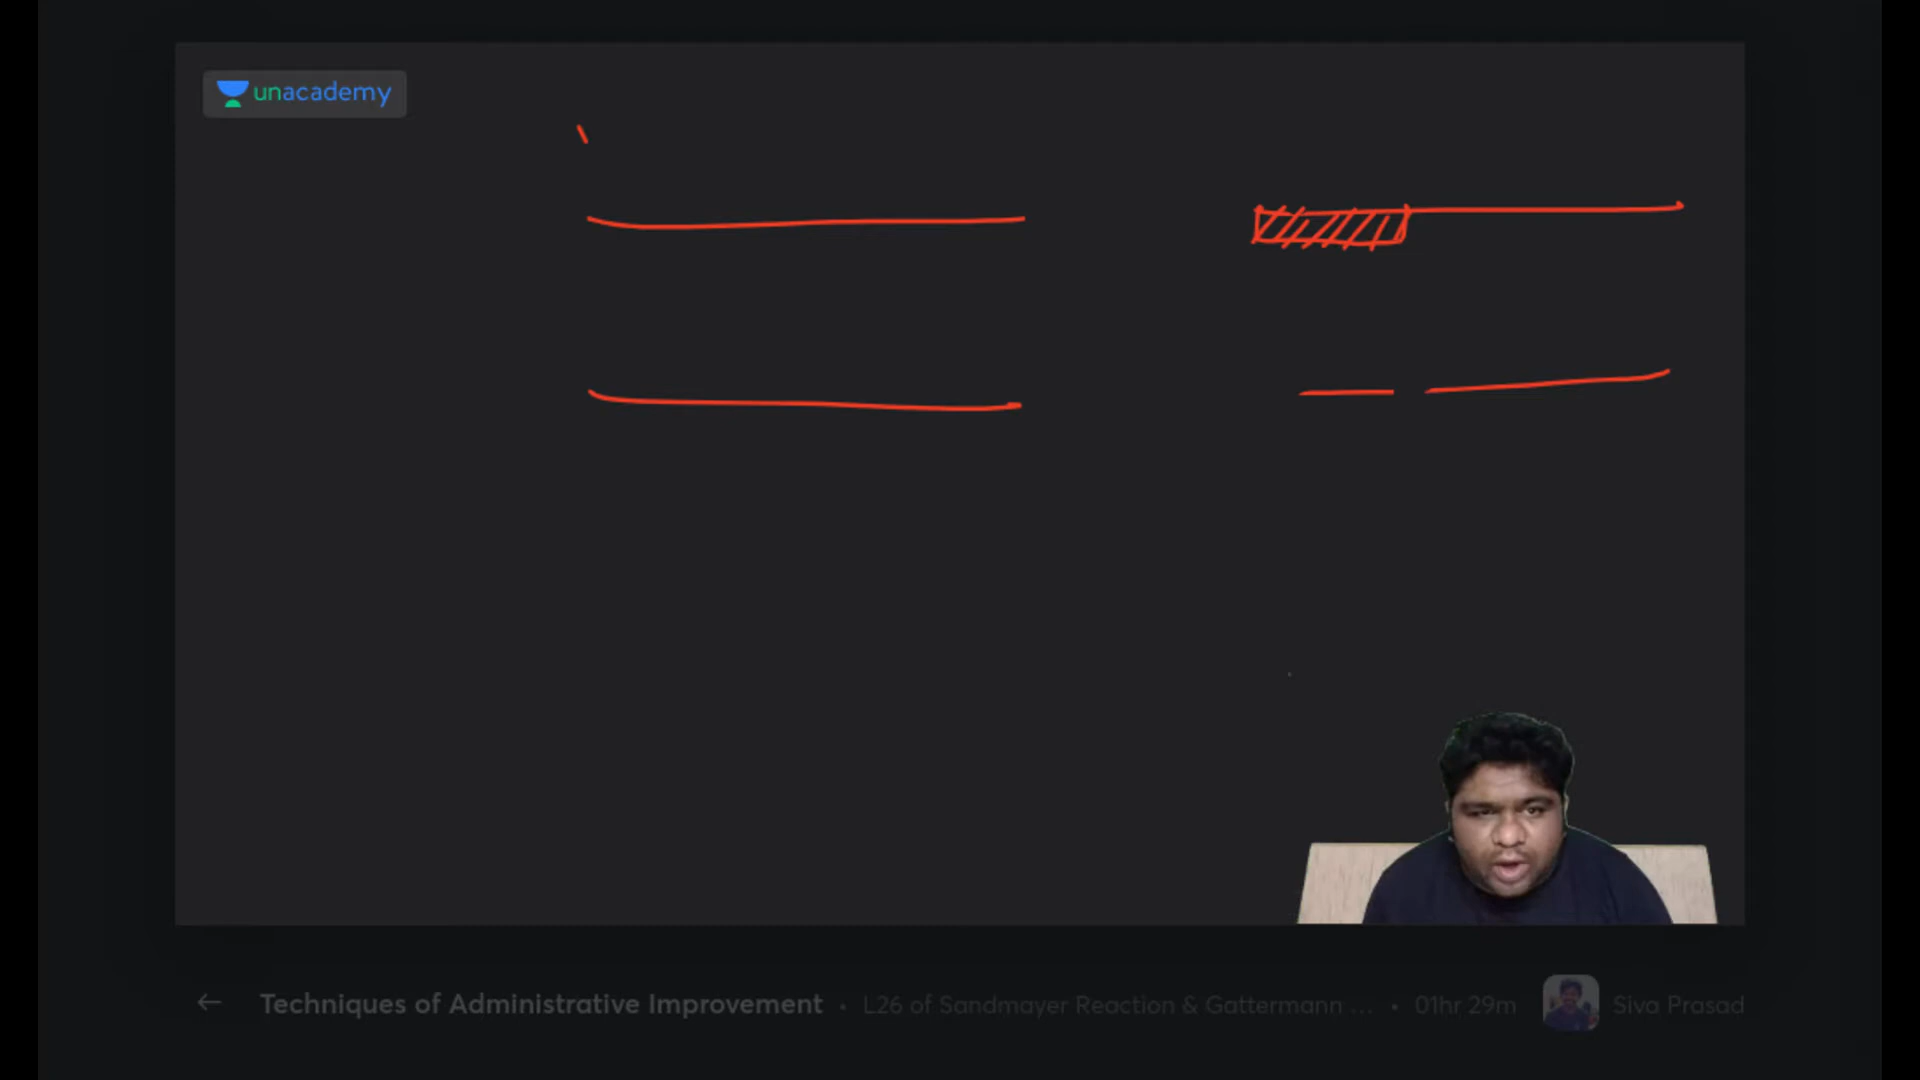 unacademy
Techniques of Administrative Improvement • L26 of Sandmayer Reaction & Gattermann ... • 01hr 29m Siva Prasad